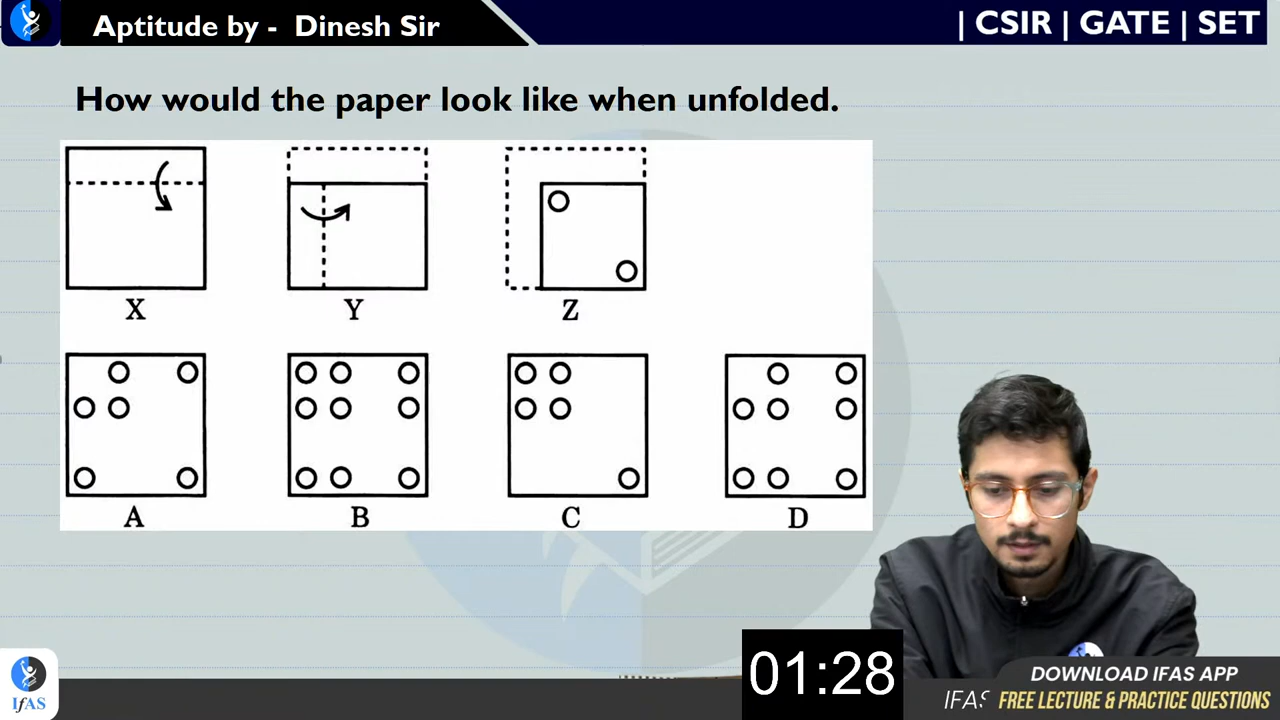 Aptitude by - Dinesh Sir
| CSIR | GATE | SET
How would the paper look like when unfolded.
X
Y
Z
A
B
C
D
01:28
IfAS
DOWNLOAD IFAS APP
IFAS FREE LECTURE & PRACTICE QUESTIONS